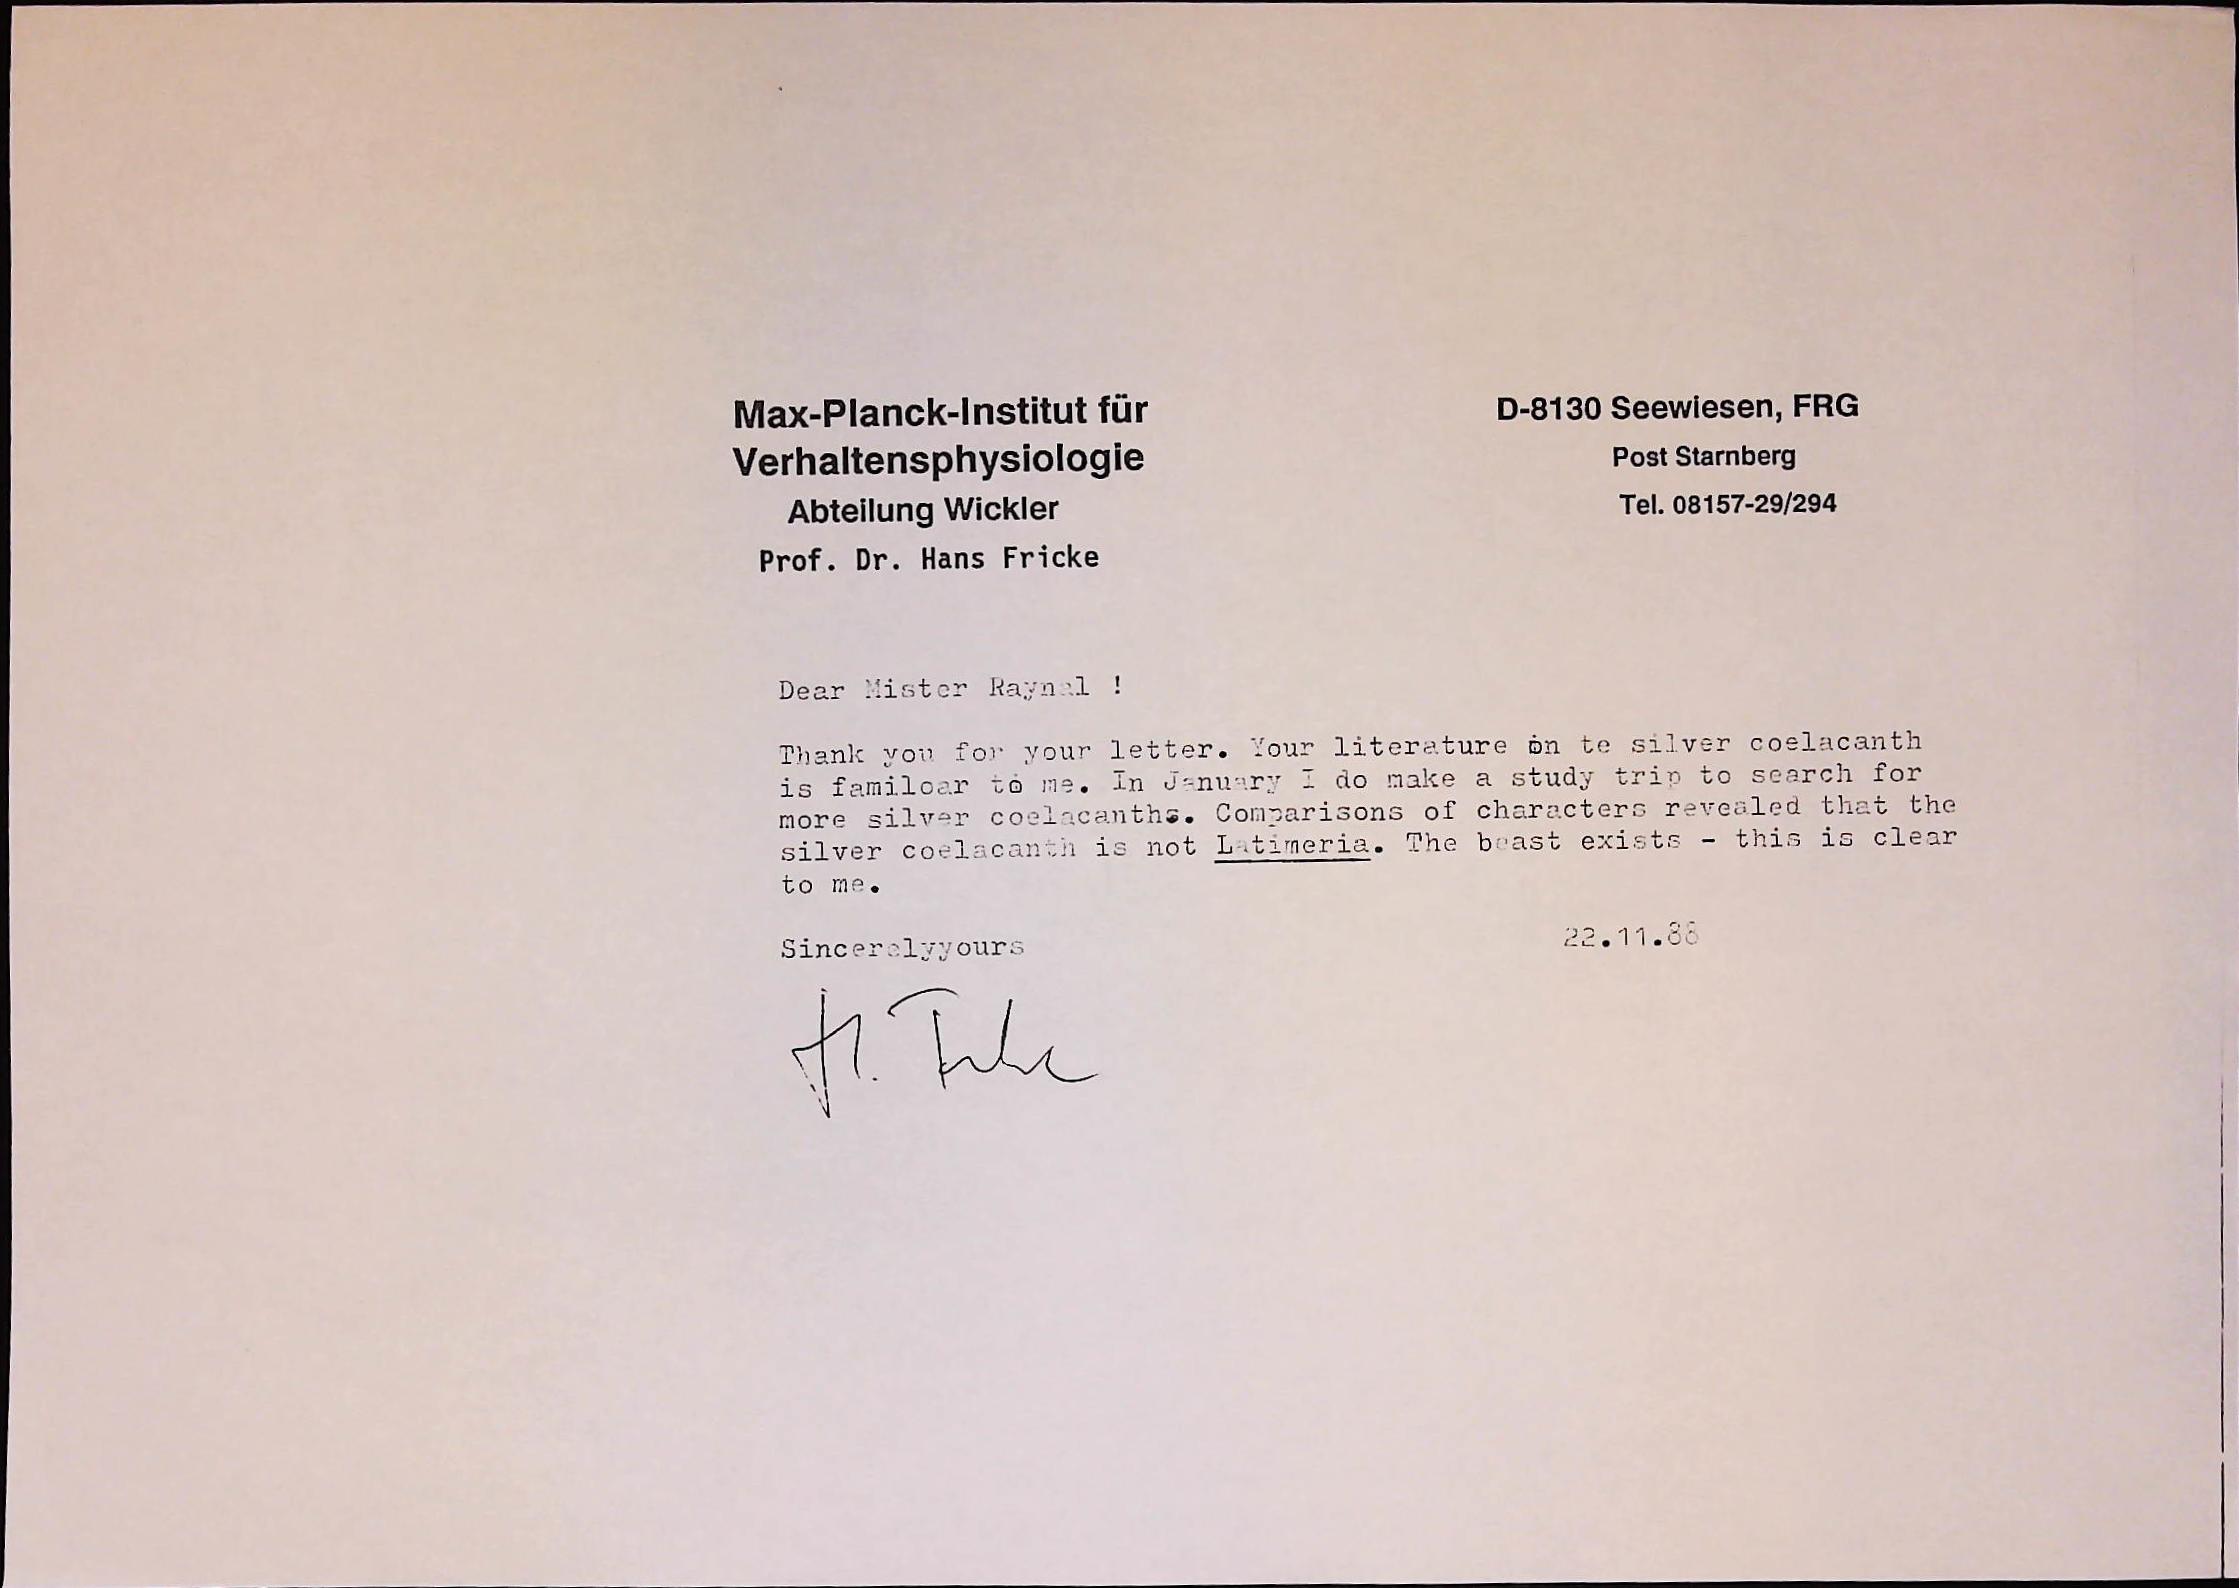 Max-Planck-Institut für
Verhaltensphysiologie
Abteilung Wickler
Prof. Dr. Hans Fricke
D-8130 Seewiesen, FRG
Post Starnberg
Tel. 08157-29/294
Dear Mister Raynal !
Thank you for your letter. Your literature on te silver coelacanth
is familoar to me. In January I do make a study trip to search for
more silver coelacanths. Comparisons of characters revealed that the
silver coelacanth is not Latimeria. The beast exists - this is clear
to me.
Sincerelyyours
22.11.88
H. Fricke